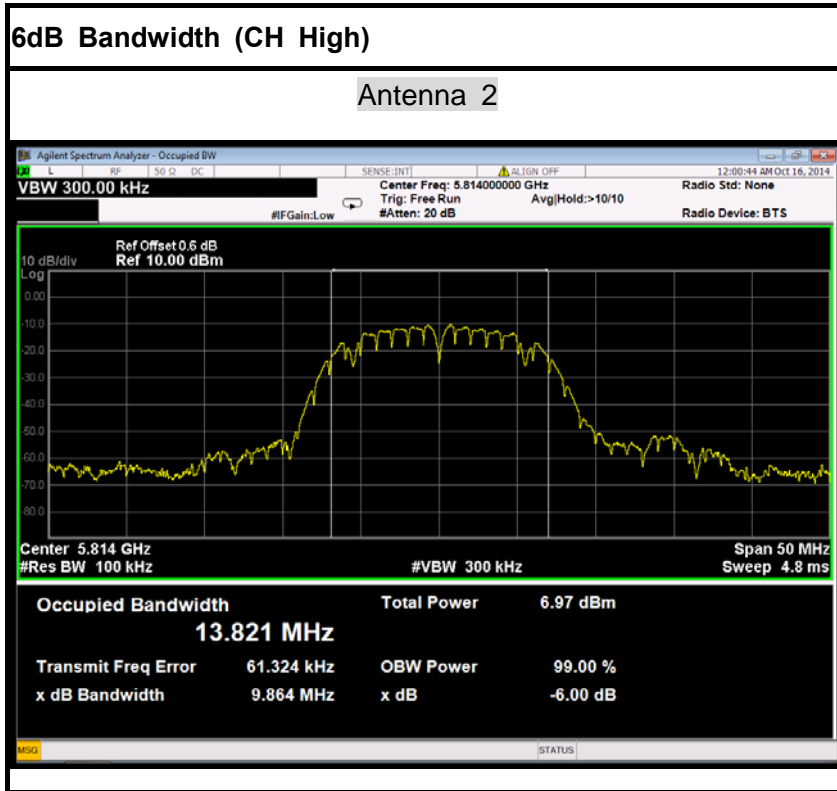 6dB Bandwidth (CH High)
Antenna 2
Agilent Spectrum Analyzer - Occupied BW
L RF 50 Ω DC SENSE:INT ALIGN OFF 12:00:44 AM Oct 16, 2014
VBW 300.00 kHz Center Freq: 5.814000000 GHz Radio Std: None
Trig: Free Run Avg|Hold:>10/10
#IFGain:Low #Atten: 20 dB Radio Device: BTS
Ref Offset 0.6 dB
10 dB/div Ref 10.00 dBm
Log
0.00
-10.0
-20.0
-30.0
-40.0
-50.0
-60.0
-70.0
-80.0
Center 5.814 GHz Span 50 MHz
#Res BW 100 kHz #VBW 300 kHz Sweep 4.8 ms
Occupied Bandwidth Total Power 6.97 dBm
13.821 MHz
Transmit Freq Error 61.324 kHz OBW Power 99.00 %
x dB Bandwidth 9.864 MHz x dB -6.00 dB
MSG STATUS